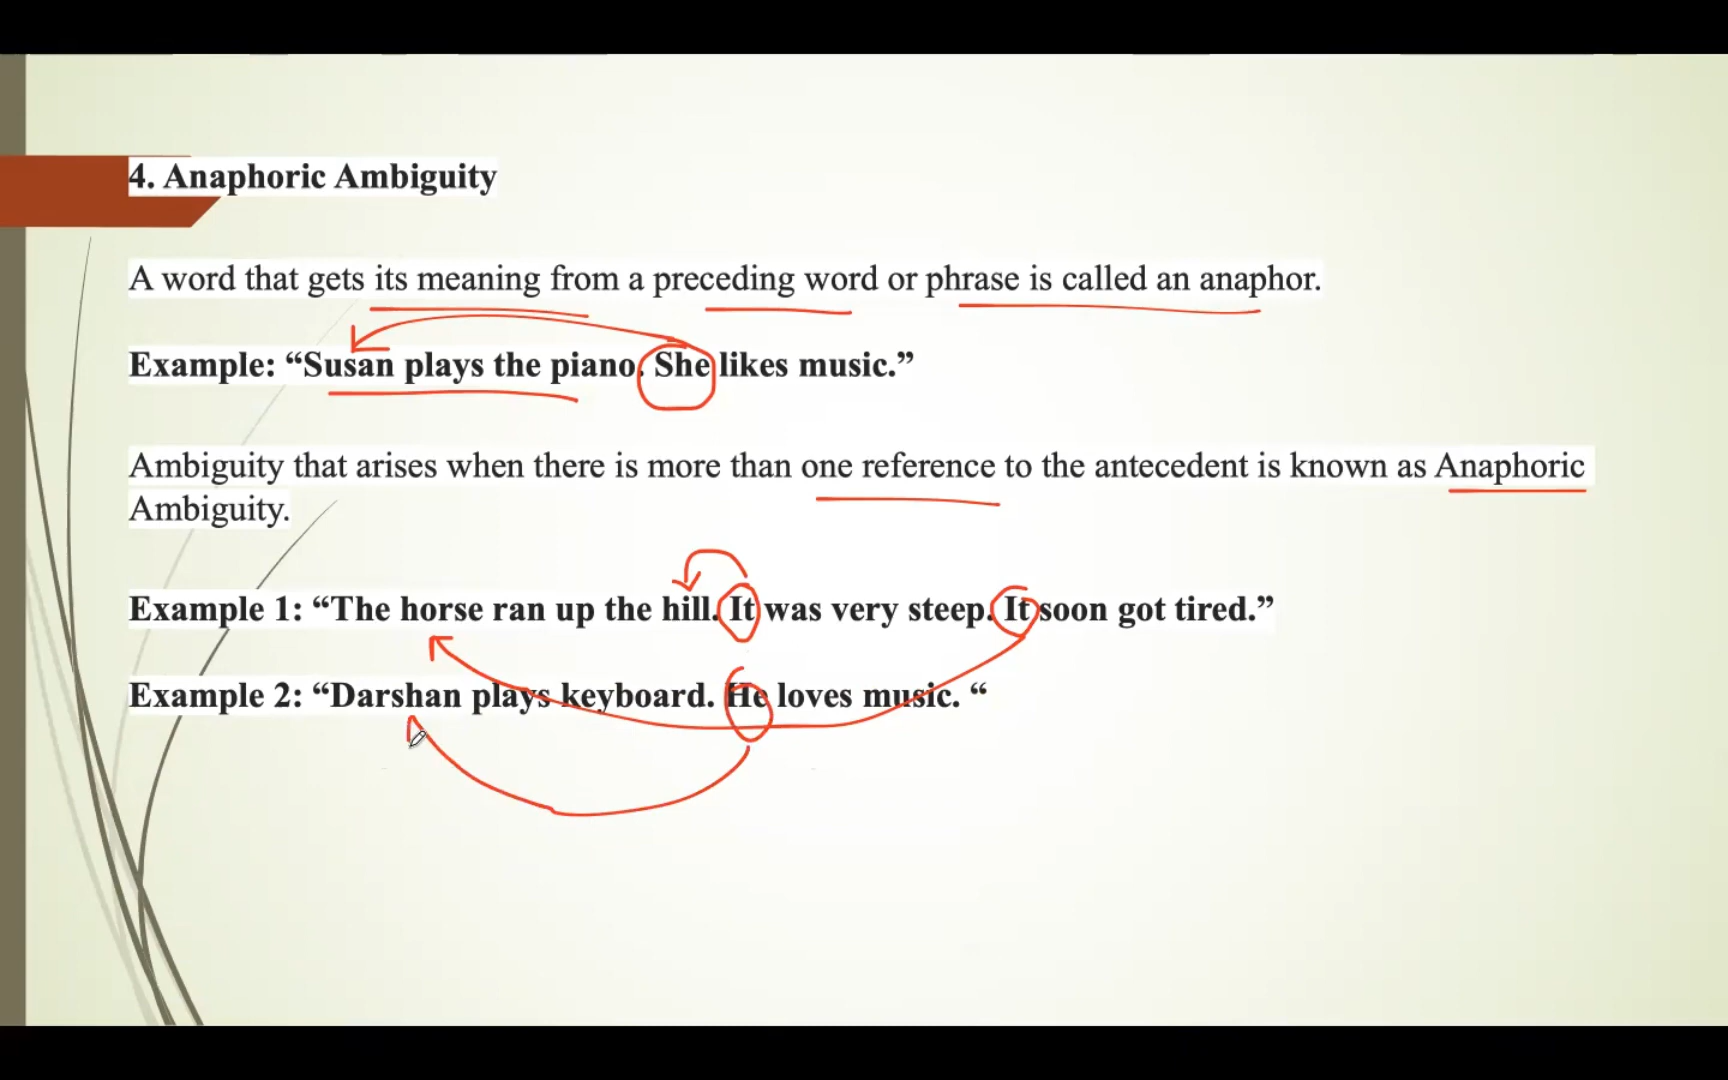 4. Anaphoric Ambiguity
A word that gets its meaning from a preceding word or phrase is called an anaphor.
Example: “Susan plays the piano. She likes music.”
Ambiguity that arises when there is more than one reference to the antecedent is known as Anaphoric
Ambiguity.
Example 1: “The horse ran up the hill. It was very steep. It soon got tired.”
Example 2: “Darshan plays keyboard. He loves music. “